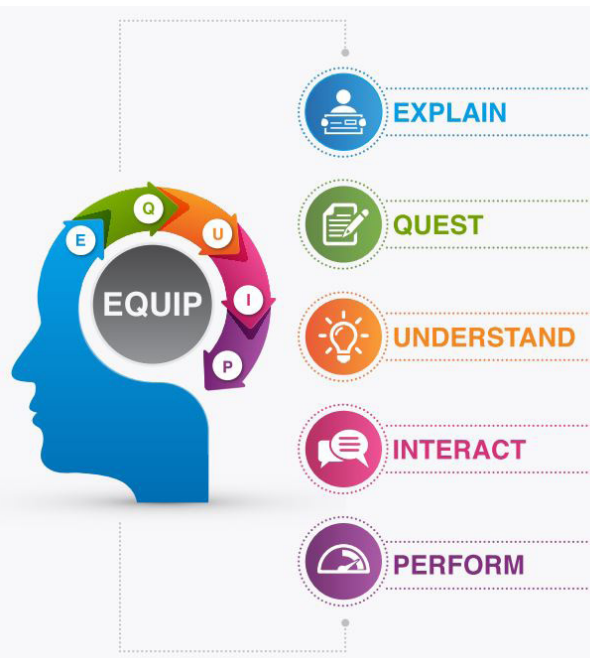 EXPLAIN
QUEST
UNDERSTAND
INTERACT
PERFORM
E
Q
U
I
P
EQUIP